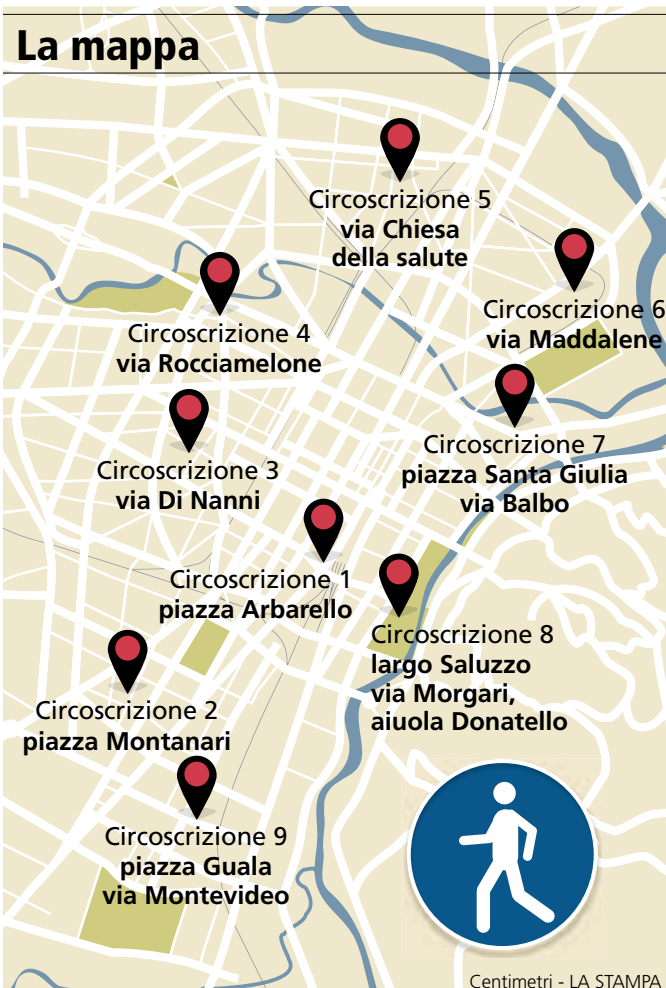 La mappa
Circoscrizione 5
via Chiesa
della salute
Circoscrizione 6
via Maddalene
Circoscrizione 4
via Rocciamelone
Circoscrizione 7
piazza Santa Giulia
via Balbo
Circoscrizione 3
via Di Nanni
Circoscrizione 1
piazza Arbarello
Circoscrizione 8
largo Saluzzo
via Morgari,
aiuola Donatello
Circoscrizione 2
piazza Montanari
Circoscrizione 9
piazza Guala
via Montevideo
Centimetri - LA STAMPA